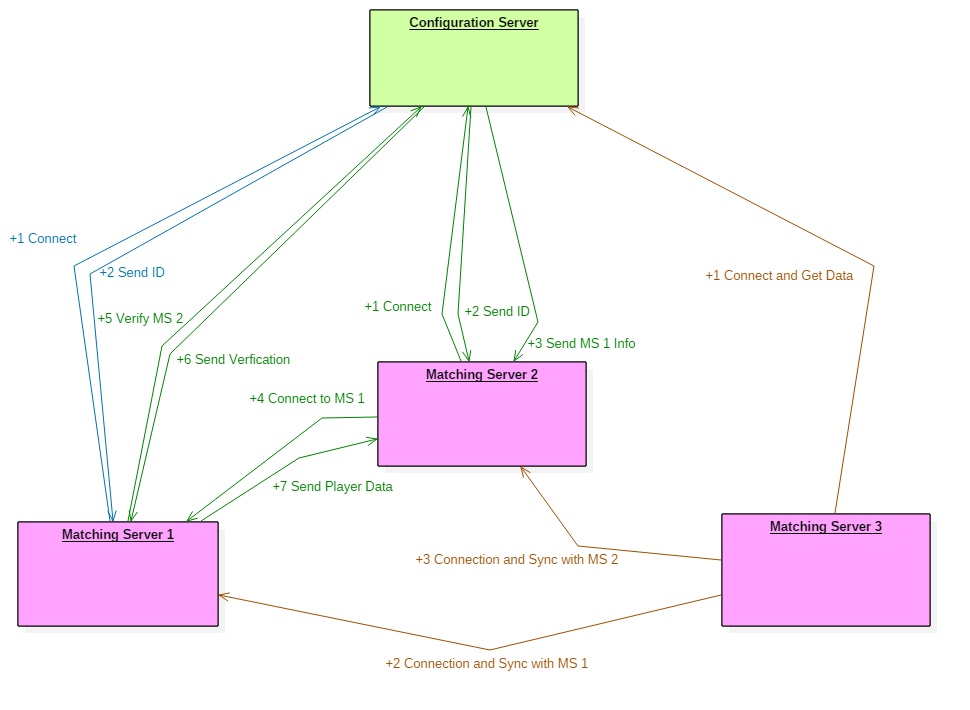 Configuration Server
+1 Connect
+2 Send ID
+1 Connect and Get Data
+5 Verify MS 2
+1 Connect
+2 Send ID
+3 Send MS 1 Info
+6 Send Verfication
Matching Server 2
+4 Connect to MS 1
+7 Send Player Data
Matching Server 1
Matching Server 3
+3 Connection and Sync with MS 2
+2 Connection and Sync with MS 1